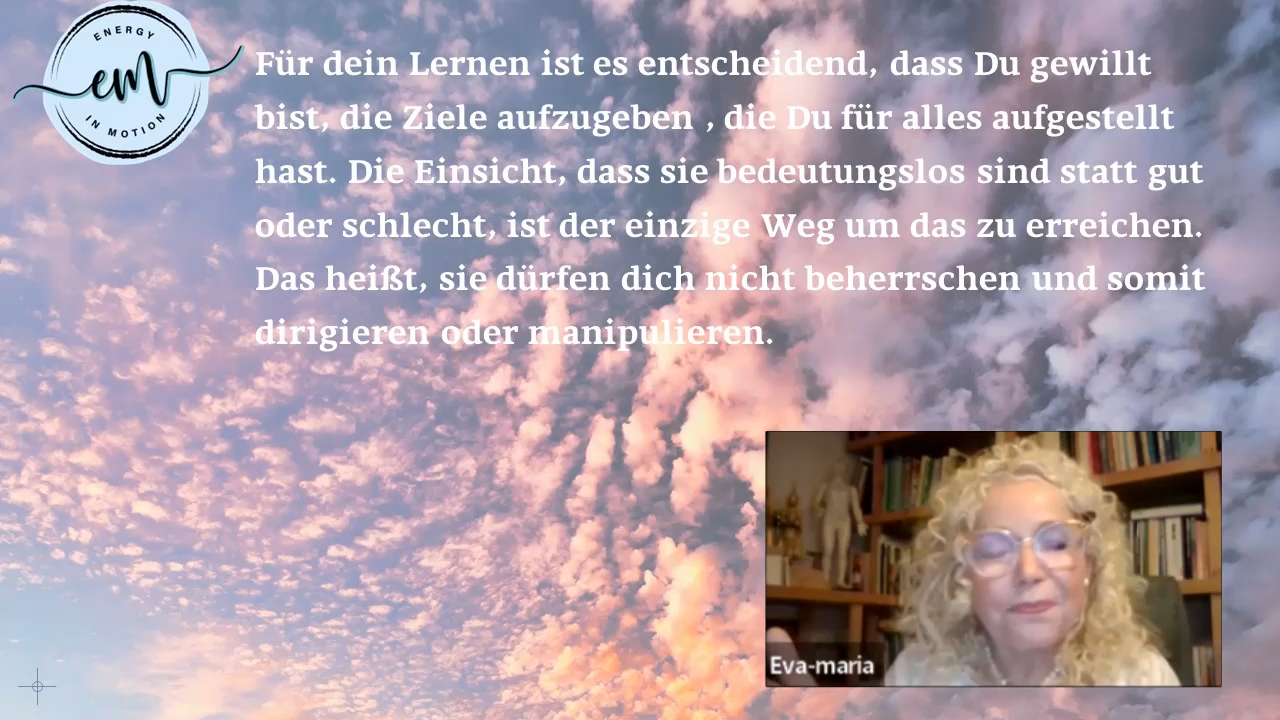 ENERGY
em
IN MOTION
Für dein Lernen ist es entscheidend, dass Du gewillt
bist, die Ziele aufzugeben , die Du für alles aufgestellt
hast. Die Einsicht, dass sie bedeutungslos sind statt gut
oder schlecht, ist der einzige Weg um das zu erreichen.
Das heißt, sie dürfen dich nicht beherrschen und somit
dirigieren oder manipulieren.
Eva-maria